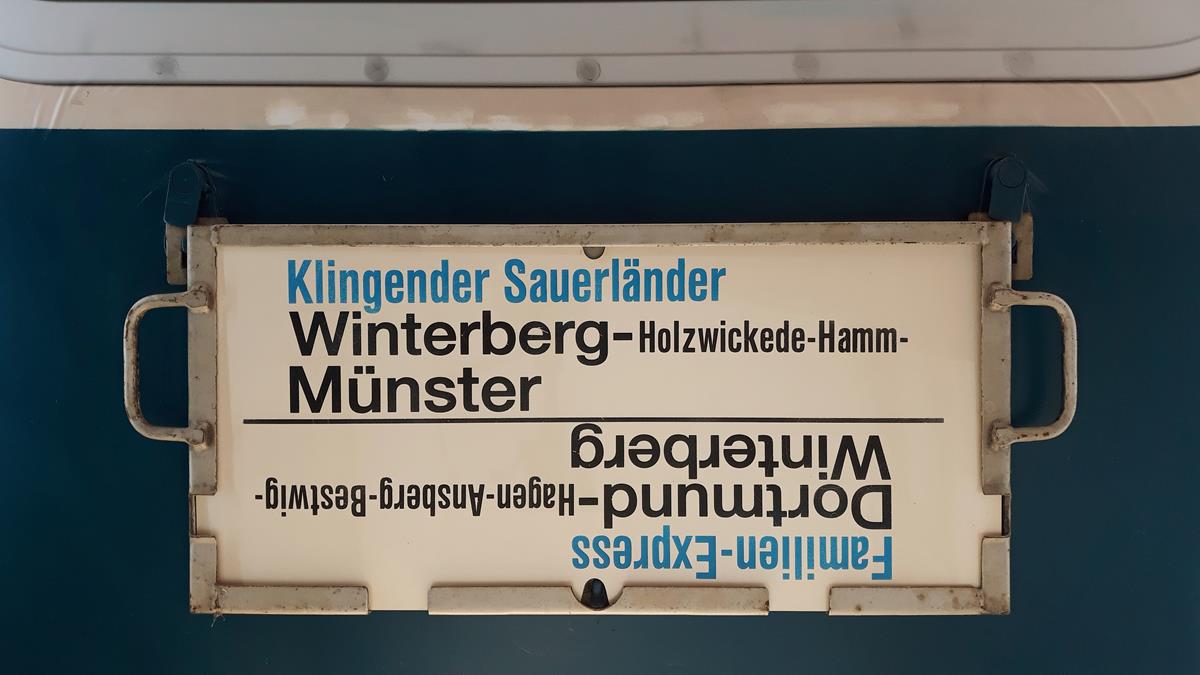 Klingender Sauerländer
Winterberg-Holzwickede-Hamm-
Münster
Familien-Express
Dortmund-Hagen-Ansberg-Bestwig-
Winterberg